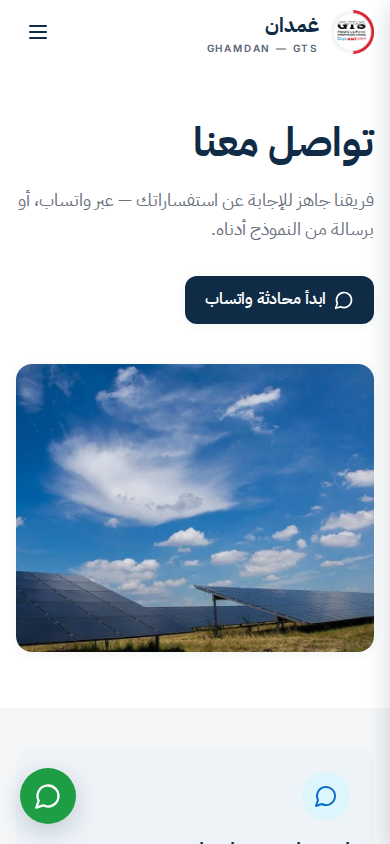 غمدان
GHAMDAN — GTS
GTS
تواصل معنا
فريقنا جاهز للإجابة عن استفساراتك — عبر واتساب، أو
برسالة من النموذج أدناه.
ابدأ محادثة واتساب